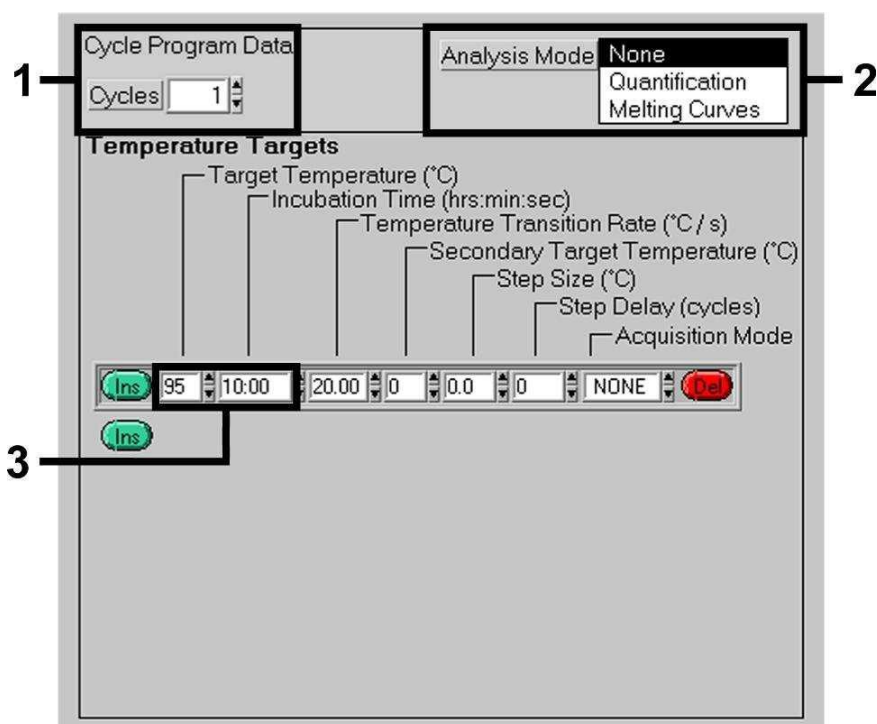 Cycle Program Data
Cycles 1
1
Analysis Mode None
Quantification
Melting Curves
2
Temperature Targets
Target Temperature (°C)
Incubation Time (hrs:min:sec)
Temperature Transition Rate (°C / s)
Secondary Target Temperature (°C)
Step Size (°C)
Step Delay (cycles)
Acquisition Mode
Ins 95 10:00 20.00 0 0.0 0 NONE Del
Ins
3